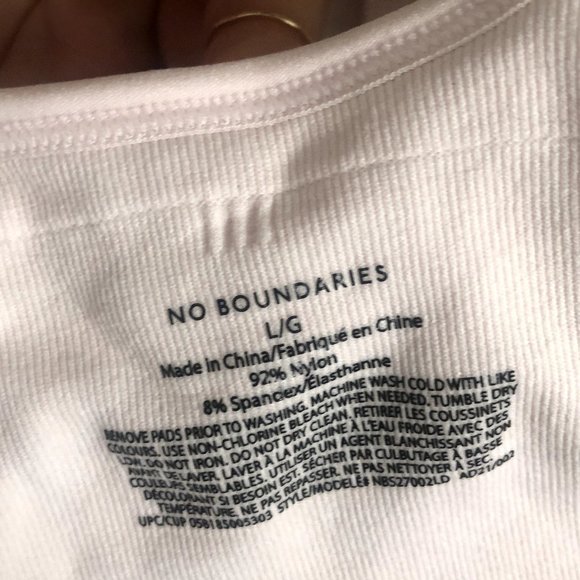 NO BOUNDARIES
L/G
Made in China/Fabriqué en Chine
92% Nylon
8% Spandex/Élasthanne
REMOVE PADS PRIOR TO WASHING. MACHINE WASH COLD WITH LIKE
COLOURS. USE NON-CHLORINE BLEACH WHEN NEEDED. TUMBLE DRY
LOW. DO NOT IRON. DO NOT DRY CLEAN. RETIRER LES COUSSINETS
AVANT DE LAVER. LAVER À LA MACHINE À L'EAU FROIDE AVEC DES
COULEURS SEMBLABLES. UTILISER UN AGENT BLANCHISSANT NON
DÉCOLORANT SI BESOIN EST. SÉCHER PAR CULBUTAGE À BASSE
TEMPÉRATURE. NE PAS REPASSER. NE PAS NETTOYER À SEC.
UPC/CUP 058185005303 STYLE/MODÈLE# NBS27002LD AD21/002